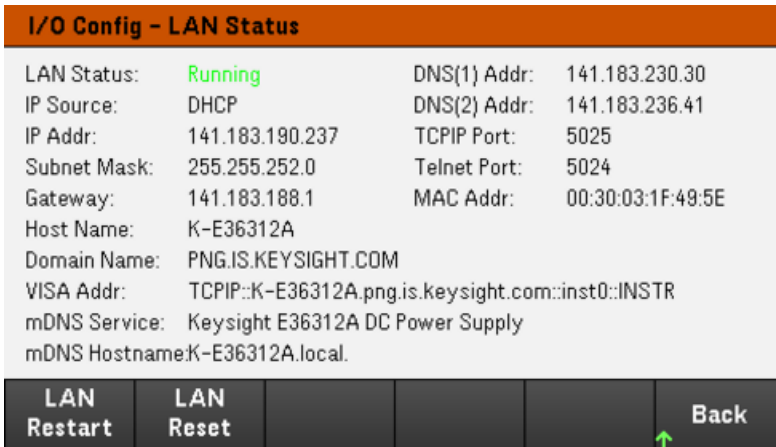 I/O Config - LAN Status
LAN Status: Running DNS(1) Addr: 141.183.230.30
IP Source: DHCP DNS(2) Addr: 141.183.236.41
IP Addr: 141.183.190.237 TCPIP Port: 5025
Subnet Mask: 255.255.252.0 Telnet Port: 5024
Gateway: 141.183.188.1 MAC Addr: 00:30:03:1F:49:5E
Host Name: K-E36312A
Domain Name: PNG.IS.KEYSIGHT.COM
VISA Addr: TCPIP::K-E36312A.png.is.keysight.com::inst0::INSTR
mDNS Service: Keysight E36312A DC Power Supply
mDNS Hostname:K-E36312A.local.
LAN Restart
LAN Reset
Back